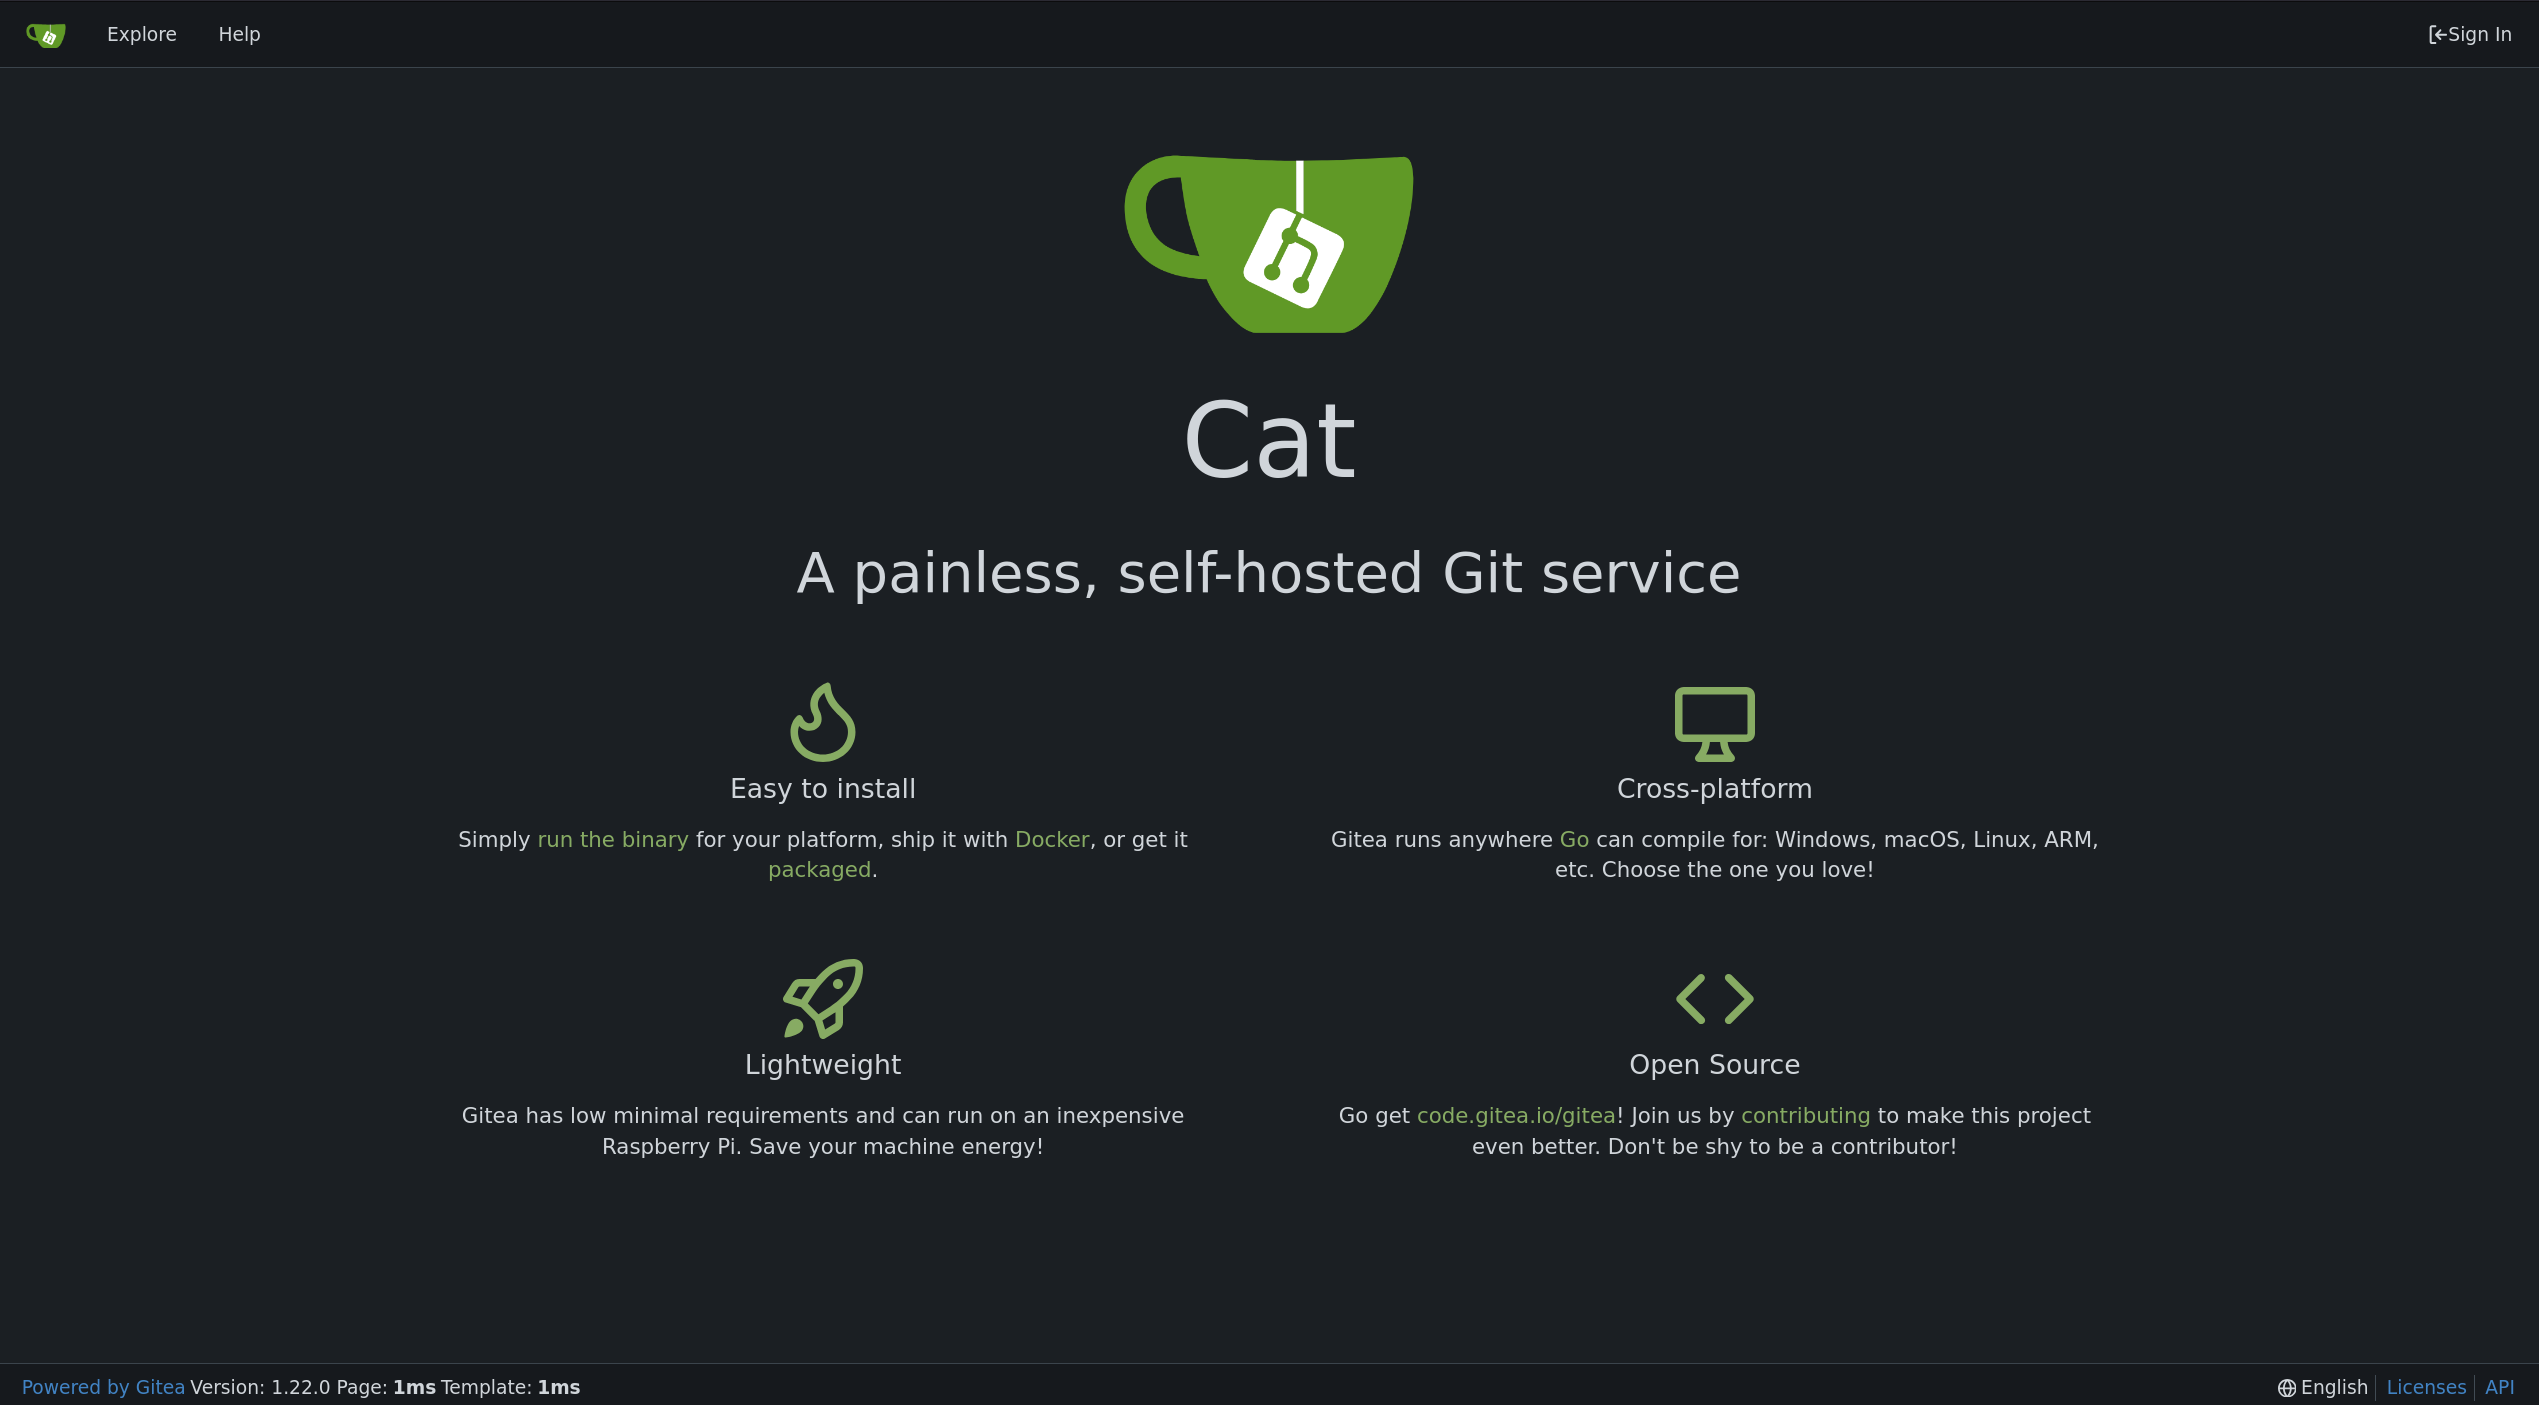 Explore Help Sign In
Cat
A painless, self-hosted Git service
Easy to install
Simply run the binary for your platform, ship it with Docker, or get it
packaged.
Cross-platform
Gitea runs anywhere Go can compile for: Windows, macOS, Linux, ARM,
etc. Choose the one you love!
Lightweight
Gitea has low minimal requirements and can run on an inexpensive
Raspberry Pi. Save your machine energy!
Open Source
Go get code.gitea.io/gitea! Join us by contributing to make this project
even better. Don't be shy to be a contributor!
Powered by Gitea Version: 1.22.0 Page: 1ms Template: 1ms English Licenses API